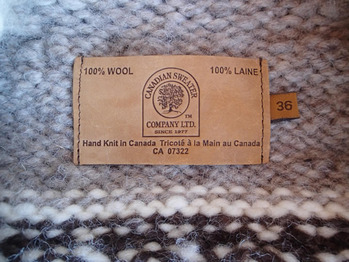 100% WOOL 100% LAINE
CANADIAN SWEATER
COMPANY LTD.
TM
SINCE 1977
36
Hand Knit in Canada Tricoté à la Main au Canada
CA 07322